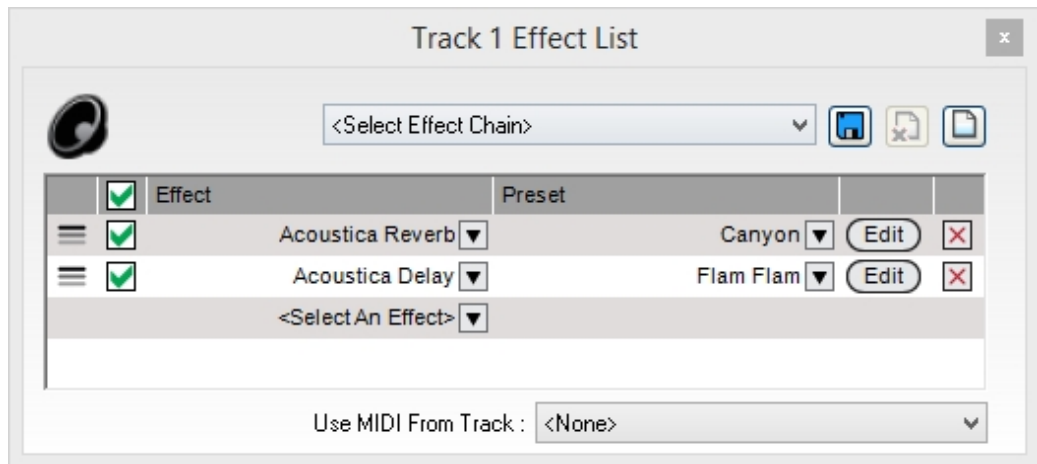 Track 1 Effect List
x
<Select Effect Chain>
Effect Preset
Acoustica Reverb Canyon Edit
Acoustica Delay Flam Flam Edit
<Select An Effect>
Use MIDI From Track : <None>